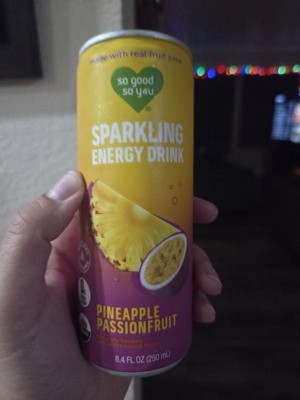 made with real fruit juice
so good
so you
®
SPARKLING
ENERGY DRINK
PINEAPPLE
PASSIONFRUIT
8.4 FL OZ (250 mL)